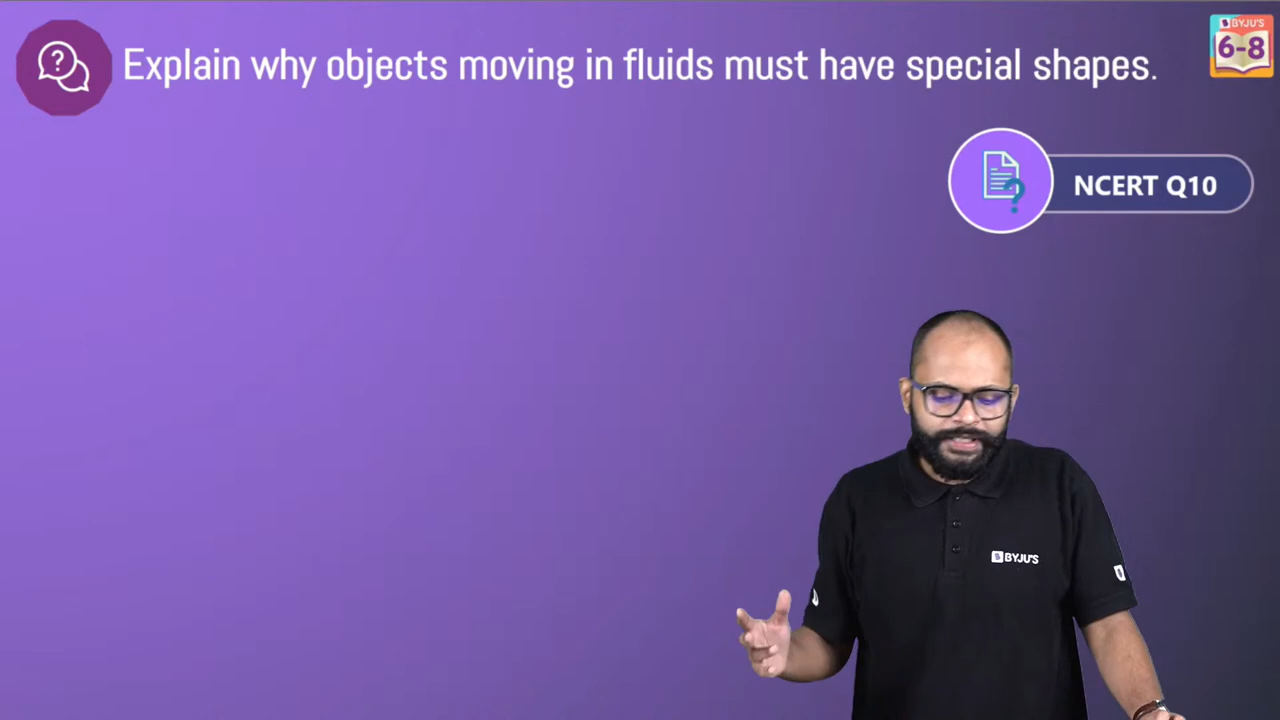 Explain why objects moving in fluids must have special shapes.
BYJU'S
6-8
?
NCERT Q10
?
BYJU'S